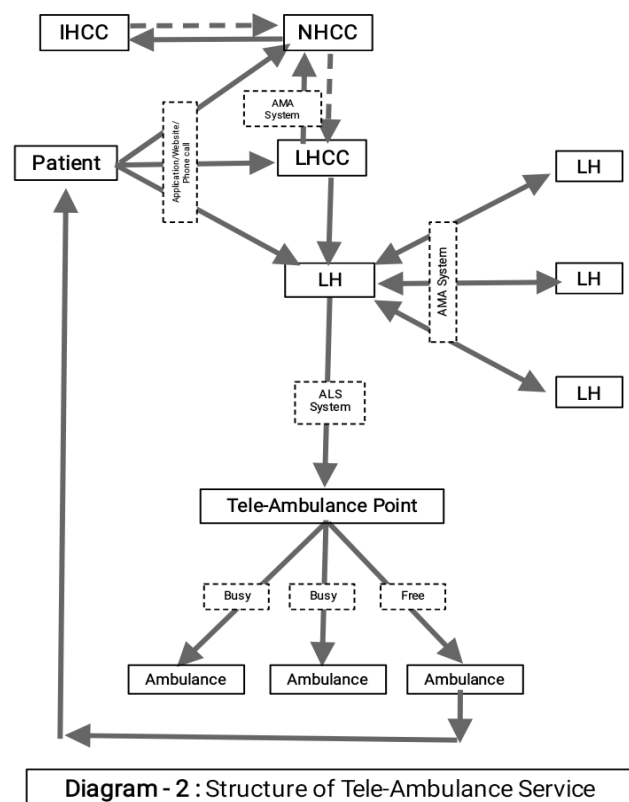 IHCC
NHCC
AMA
System
Application/Website/
Phone call
Patient
LHCC
LH
LH
AMA System
LH
LH
ALS
System
Tele-Ambulance Point
Busy
Busy
Free
Ambulance
Ambulance
Ambulance
Diagram - 2 : Structure of Tele-Ambulance Service